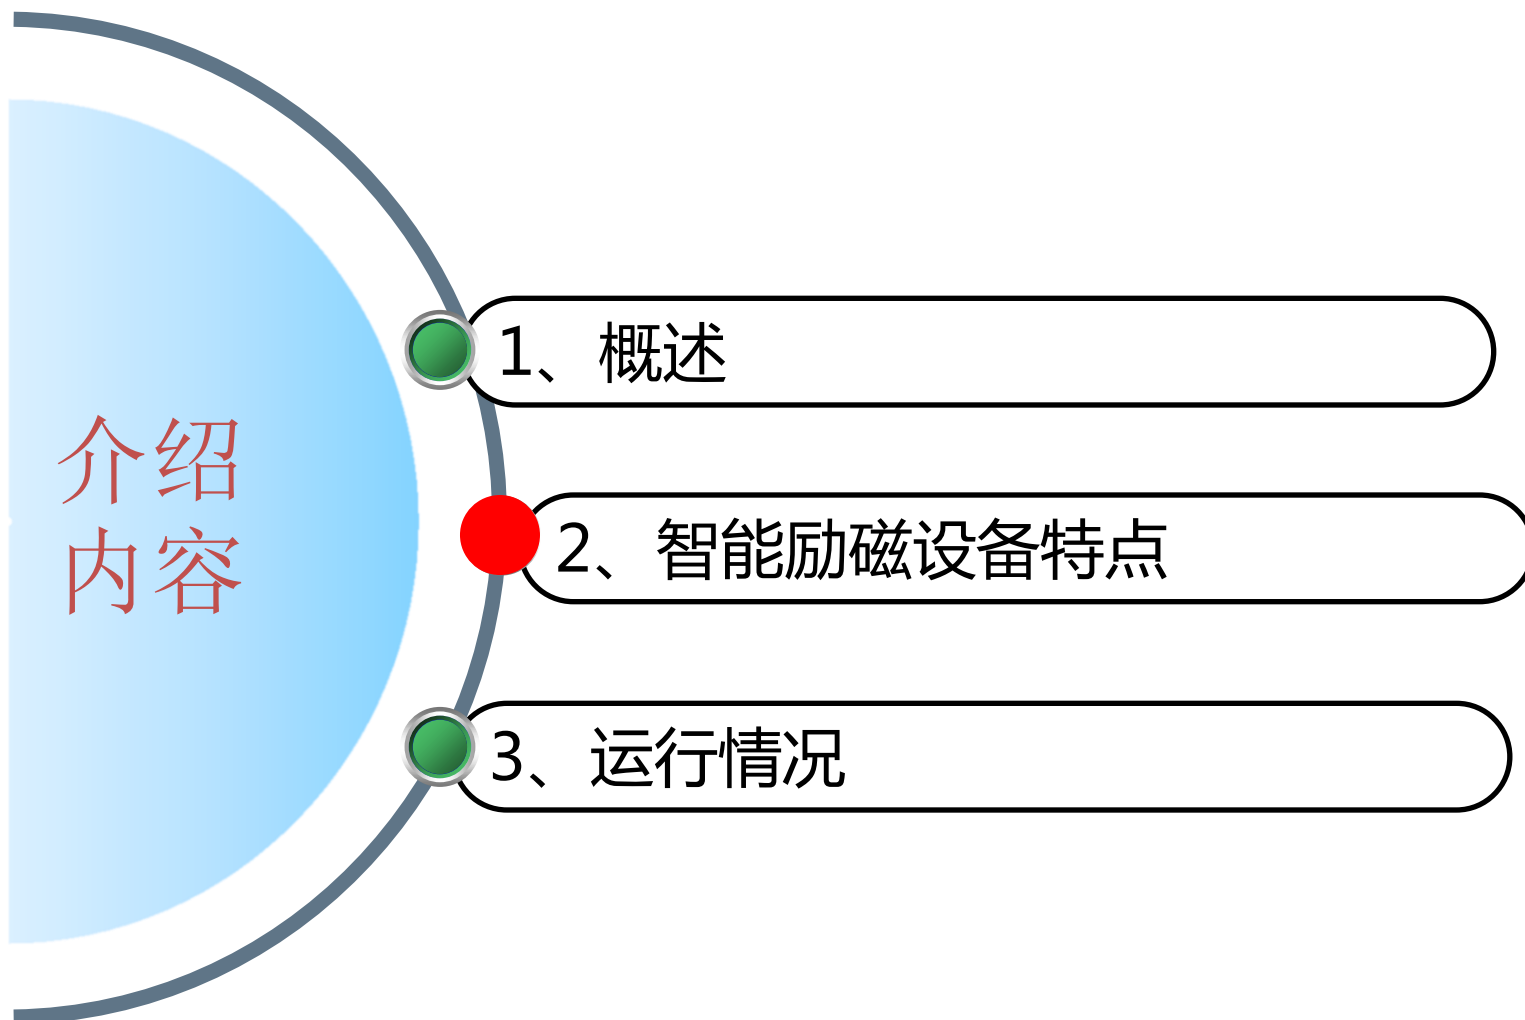 介绍
内容
1、概述
2、智能励磁设备特点
3、运行情况